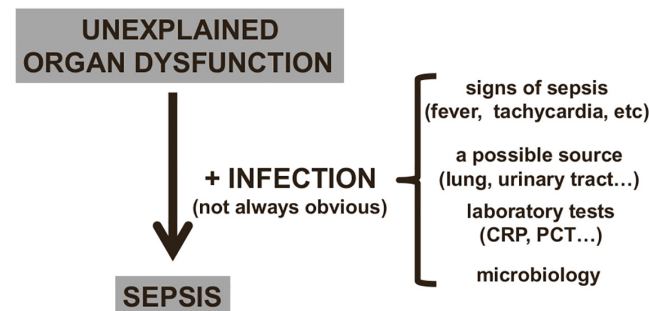 UNEXPLAINED
ORGAN DYSFUNCTION
+ INFECTION
(not always obvious)
signs of sepsis
(fever, tachycardia, etc)
a possible source
(lung, urinary tract…)
laboratory tests
(CRP, PCT…)
microbiology
SEPSIS